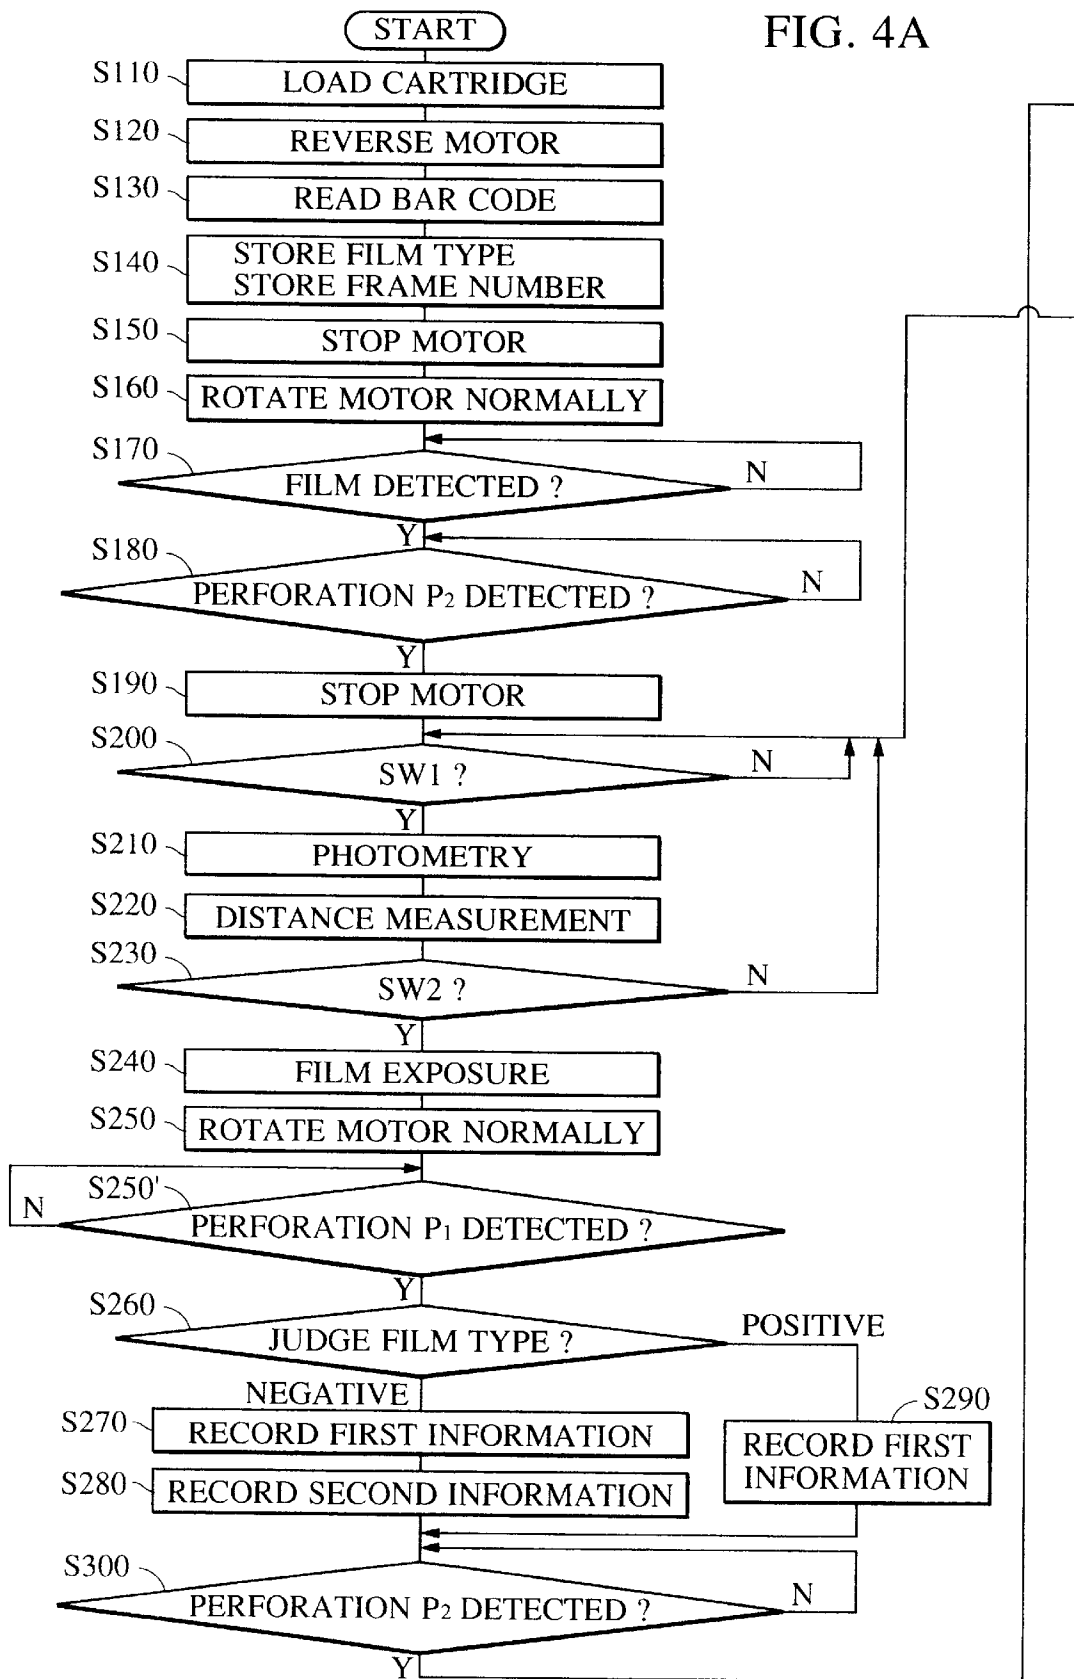 START
FIG. 4A
S110
LOAD CARTRIDGE
S120
REVERSE MOTOR
S130
READ BAR CODE
S140
STORE FILM TYPE
STORE FRAME NUMBER
S150
STOP MOTOR
S160
ROTATE MOTOR NORMALLY
S170
FILM DETECTED ?
N
Y
S180
PERFORATION P2 DETECTED ?
N
Y
S190
STOP MOTOR
S200
SW1 ?
N
Y
S210
PHOTOMETRY
S220
DISTANCE MEASUREMENT
S230
SW2 ?
N
Y
S240
FILM EXPOSURE
S250
ROTATE MOTOR NORMALLY
S250'
N
PERFORATION P1 DETECTED ?
Y
S260
JUDGE FILM TYPE ?
POSITIVE
NEGATIVE
S270
RECORD FIRST INFORMATION
S290
RECORD FIRST
INFORMATION
S280
RECORD SECOND INFORMATION
S300
PERFORATION P2 DETECTED ?
N
Y